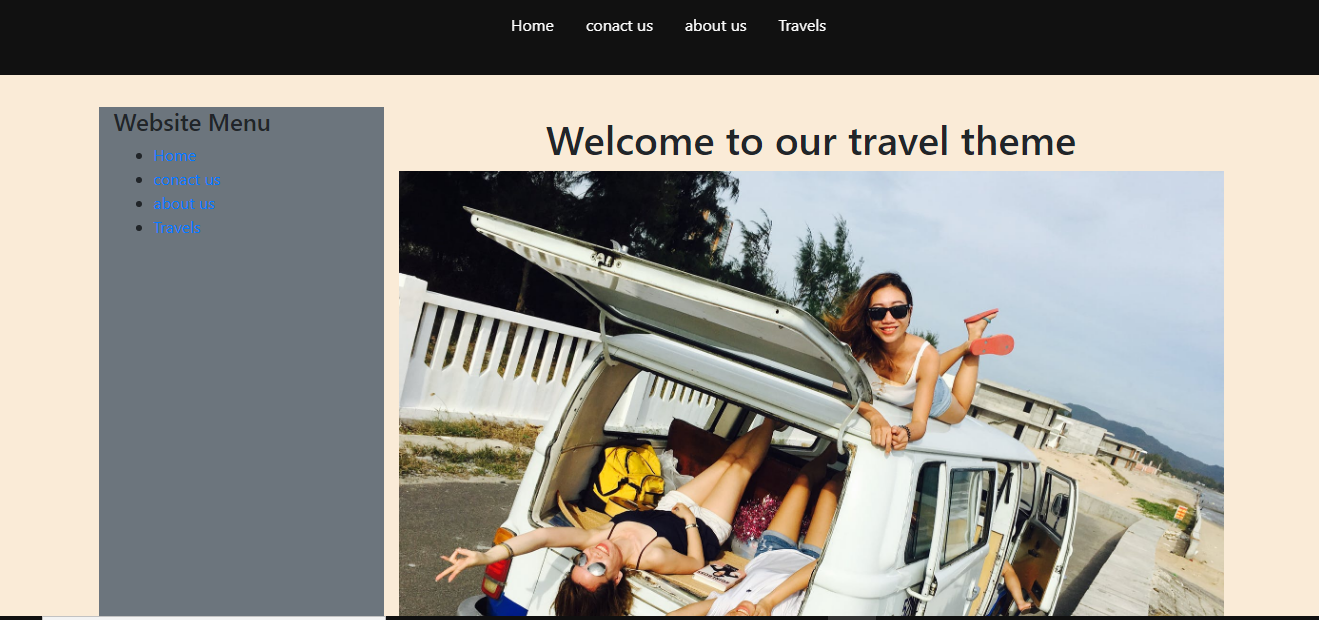 Home conact us about us Travels
Website Menu
Home
conact us
about us
Travels
Welcome to our travel theme